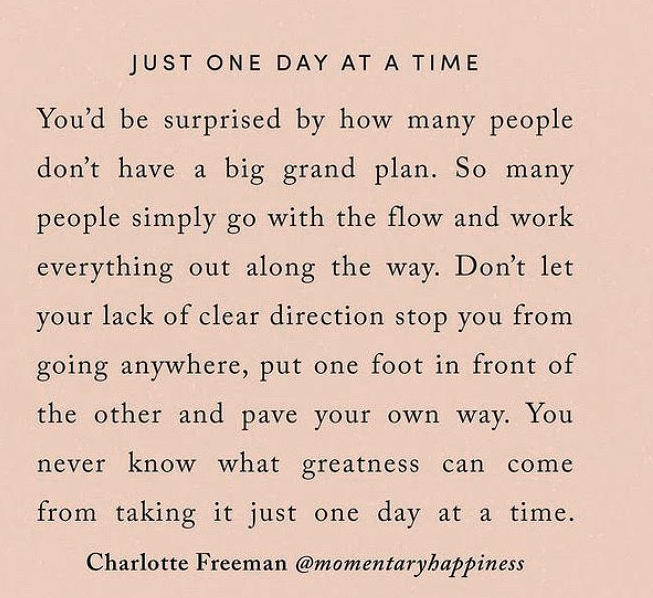 JUST ONE DAY AT A TIME
You’d be surprised by how many people
don’t have a big grand plan. So many
people simply go with the flow and work
everything out along the way. Don’t let
your lack of clear direction stop you from
going anywhere, put one foot in front of
the other and pave your own way. You
never know what greatness can come
from taking it just one day at a time.
Charlotte Freeman @momentaryhappiness